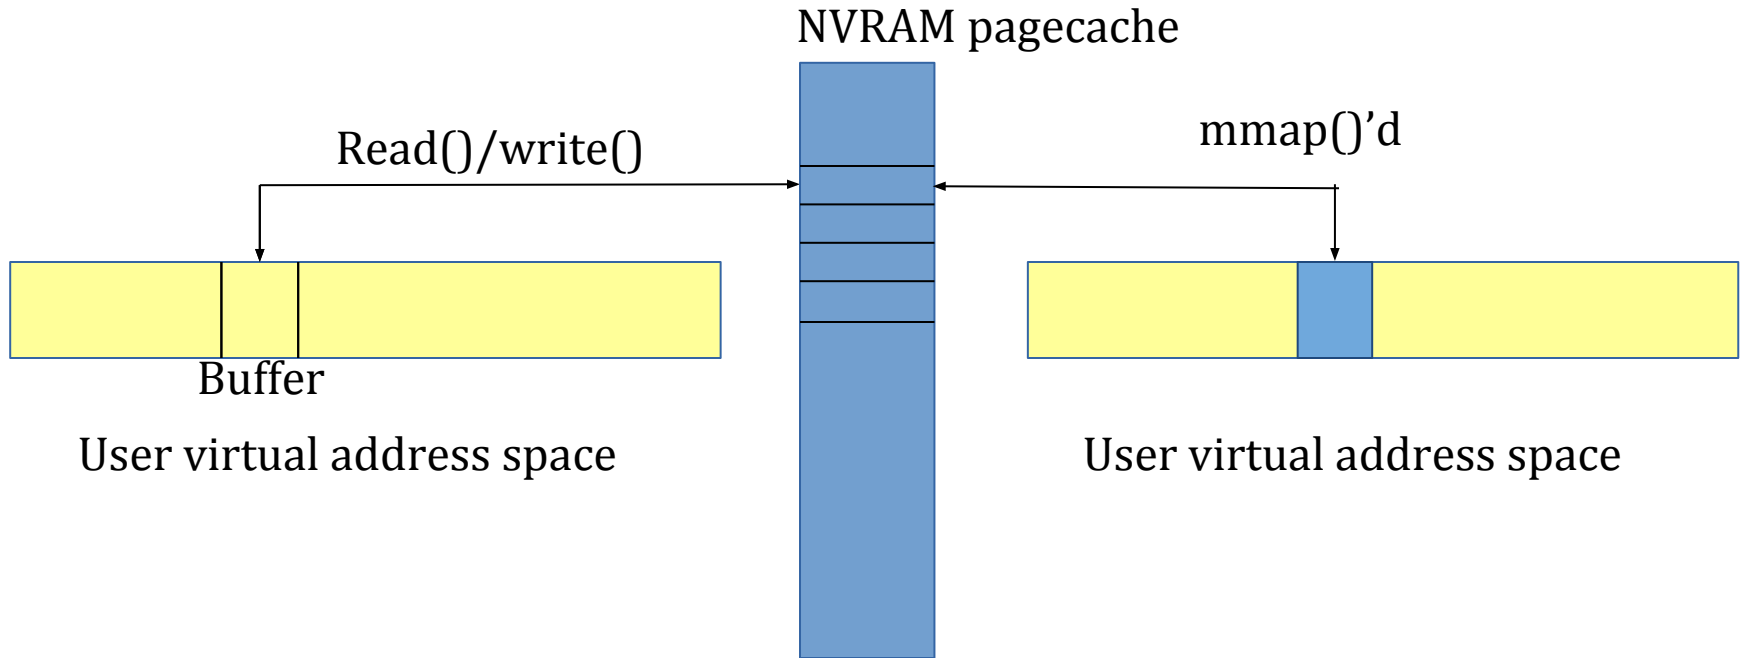 NVRAM pagecache
Read()/write()
mmap()’d
Buffer
User virtual address space
User virtual address space